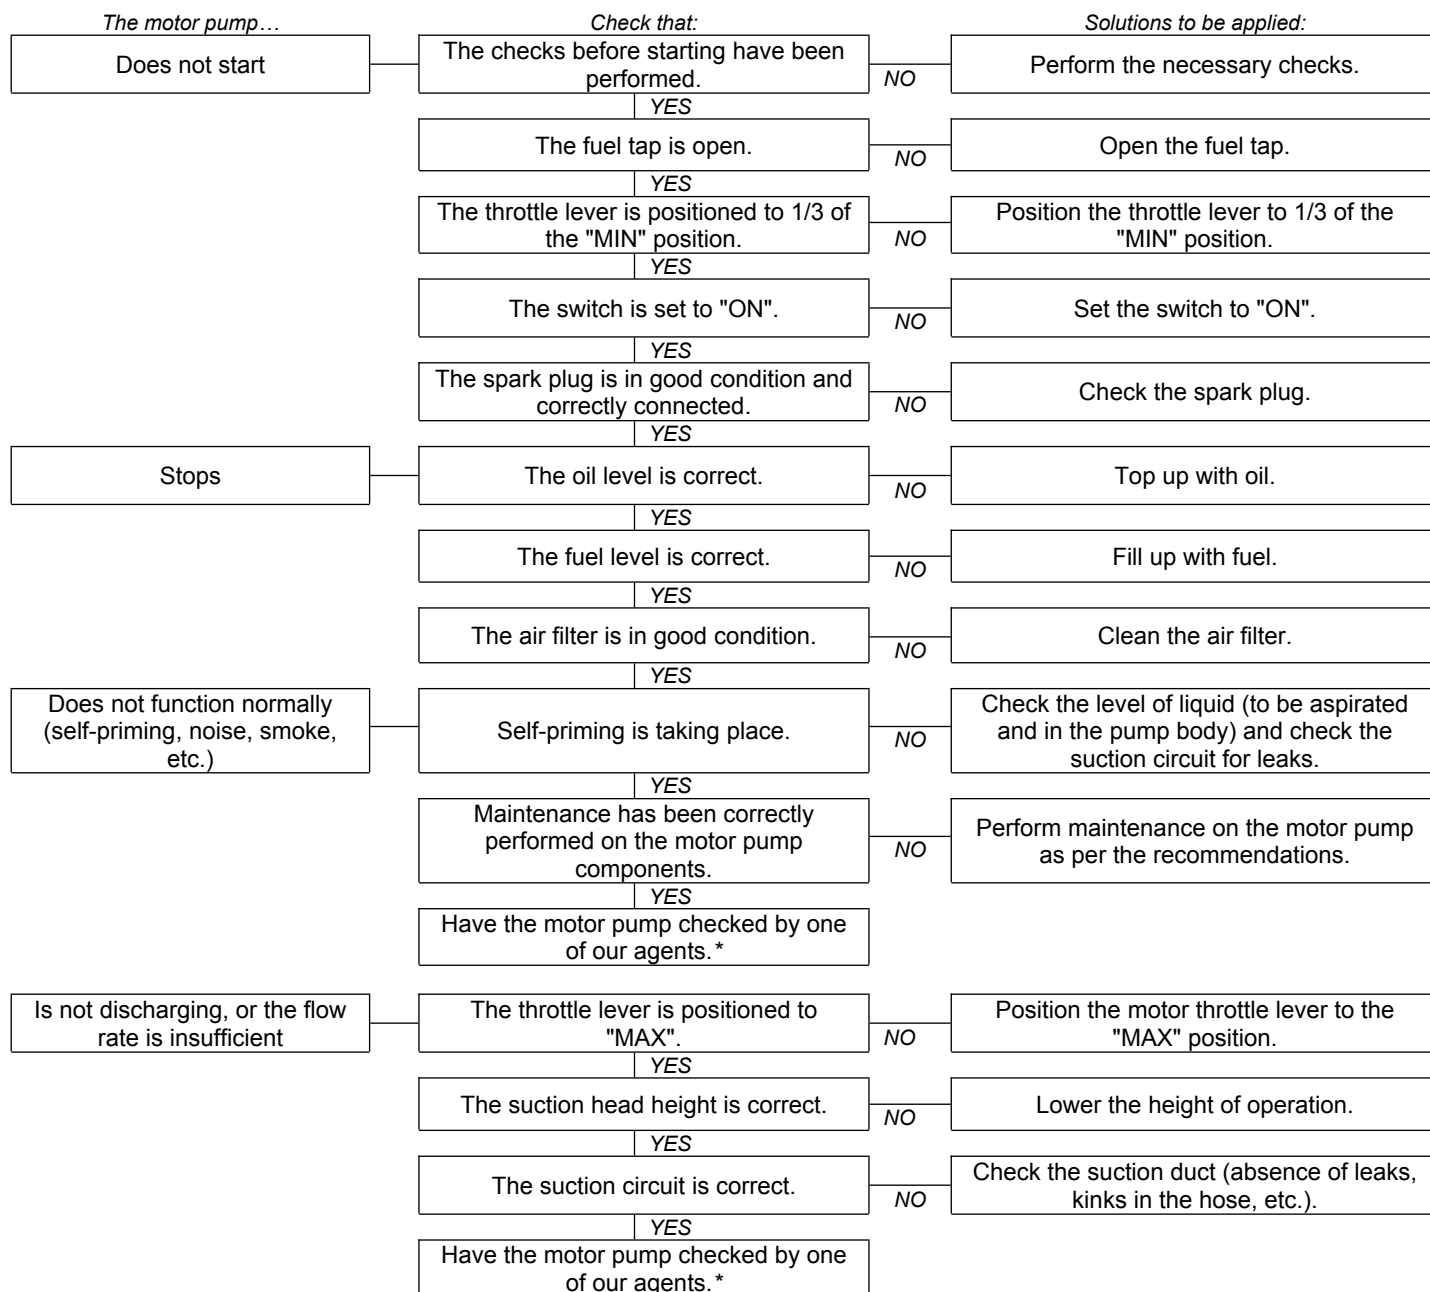 The motor pump…
Check that:
Solutions to be applied:
Does not start
The checks before starting have been
performed.
NO
Perform the necessary checks.
YES
The fuel tap is open.
NO
Open the fuel tap.
YES
The throttle lever is positioned to 1/3 of
the "MIN" position.
NO
Position the throttle lever to 1/3 of the
"MIN" position.
YES
The switch is set to "ON".
NO
Set the switch to "ON".
YES
The spark plug is in good condition and
correctly connected.
NO
Check the spark plug.
YES
Stops
The oil level is correct.
NO
Top up with oil.
YES
The fuel level is correct.
NO
Fill up with fuel.
YES
The air filter is in good condition.
NO
Clean the air filter.
YES
Does not function normally
(self-priming, noise, smoke,
etc.)
Self-priming is taking place.
NO
Check the level of liquid (to be aspirated
and in the pump body) and check the
suction circuit for leaks.
YES
Maintenance has been correctly
performed on the motor pump
components.
NO
Perform maintenance on the motor pump
as per the recommendations.
YES
Have the motor pump checked by one
of our agents.*
Is not discharging, or the flow
rate is insufficient
The throttle lever is positioned to
"MAX".
NO
Position the motor throttle lever to the
"MAX" position.
YES
The suction head height is correct.
NO
Lower the height of operation.
YES
The suction circuit is correct.
NO
Check the suction duct (absence of leaks,
kinks in the hose, etc.).
YES
Have the motor pump checked by one
of our agents.*